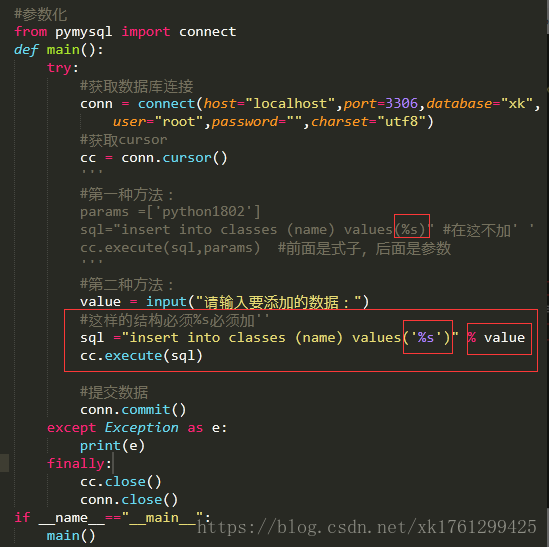 #参数化
from pymysql import connect
def main():
    try:
        #获取数据库连接
        conn = connect(host="localhost",port=3306,database="xk",
            user="root",password="",charset="utf8")
        #获取cursor
        cc = conn.cursor()
        '''
        #第一种方法：
        params =['python1802']
        sql="insert into classes (name) values(%s)" #在这不加' '
        cc.execute(sql,params)  #前面是式子，后面是参数
        '''
        #第二种方法：
        value = input("请输入要添加的数据：")
        #这样的结构必须%s必须加''
        sql ="insert into classes (name) values('%s')" % value
        cc.execute(sql)
        #提交数据
        conn.commit()
    except Exception as e:
        print(e)
    finally:
        cc.close()
        conn.close()
if __name__=="__main__":
    main()
https://blog.csdn.net/xk1761299425